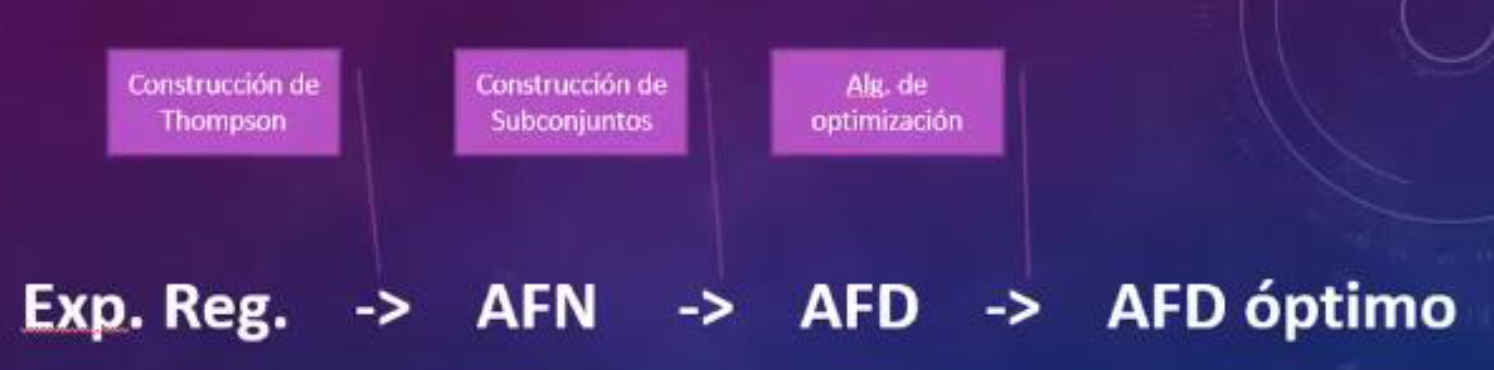 Construcción de
Thompson
Construcción de
Subconjuntos
Alg. de
optimización
Exp. Reg. -> AFN -> AFD -> AFD óptimo